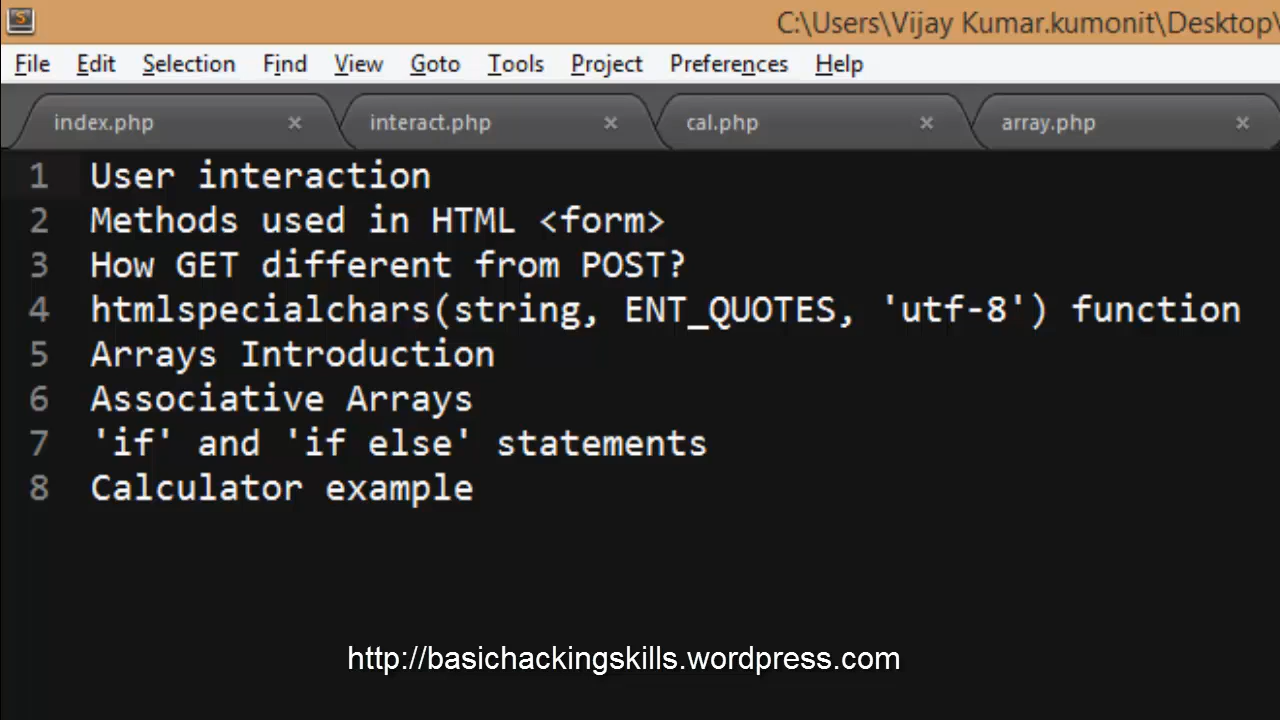 C:\Users\Vijay Kumar.kumonit\Desktop\
File Edit Selection Find View Goto Tools Project Preferences Help
index.php × interact.php × cal.php × array.php ×
1 User interaction
2 Methods used in HTML <form>
3 How GET different from POST?
4 htmlspecialchars(string, ENT_QUOTES, 'utf-8') function
5 Arrays Introduction
6 Associative Arrays
7 'if' and 'if else' statements
8 Calculator example
http://basichackingskills.wordpress.com